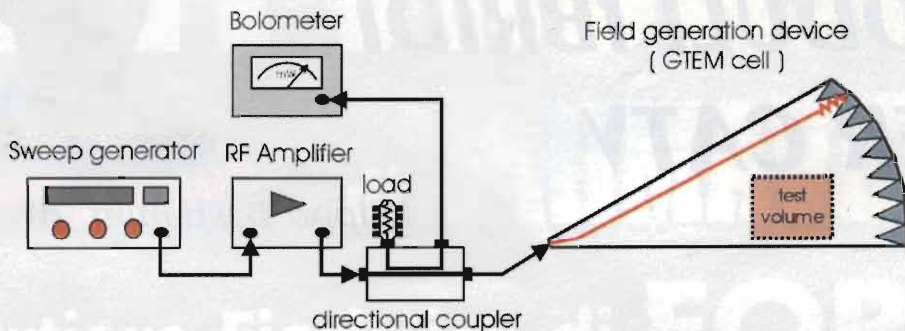 Bolometer
mW
Field generation device
( GTEM cell )
Sweep generator
RF Amplifier
load
test
volume
directional coupler